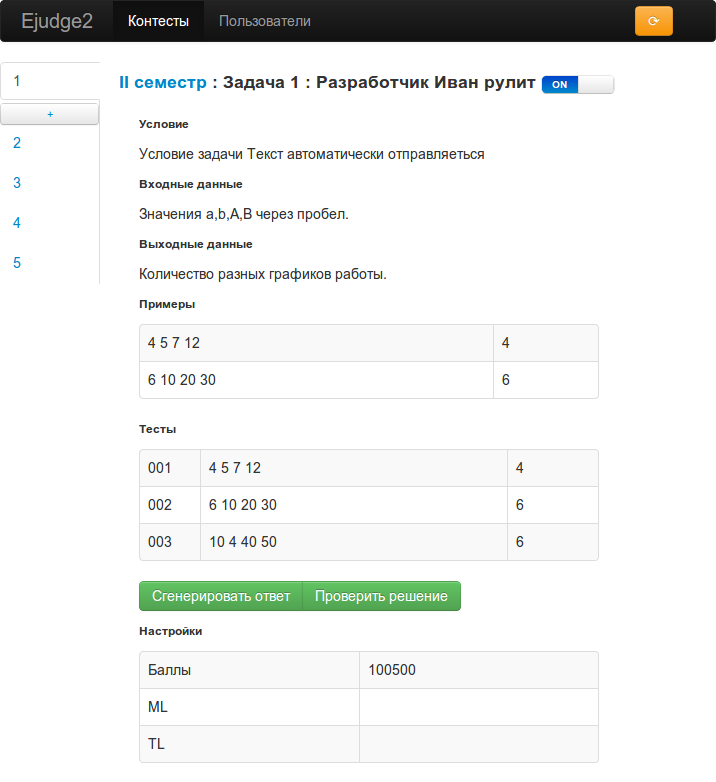 Ejudge2 Контесты Пользователи
1 II семестр : Задача 1 : Разработчик Иван рулит ON
+
2
3
4
5
Условие
Условие задачи Текст автоматически отправляеться
Входные данные
Значения a,b,A,B через пробел.
Выходные данные
Количество разных графиков работы.
Примеры
4 5 7 12 4
6 10 20 30 6
Тесты
001 4 5 7 12 4
002 6 10 20 30 6
003 10 4 40 50 6
Сгенерировать ответ Проверить решение
Настройки
Баллы 100500
ML
TL